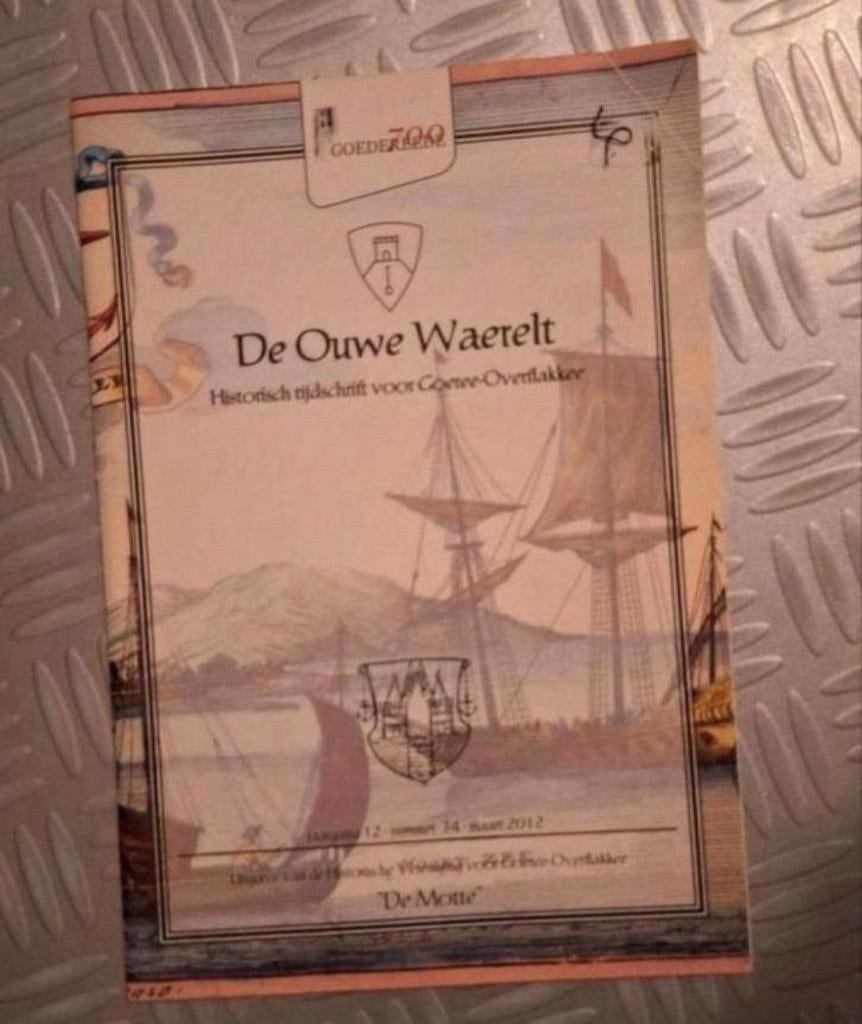 700
GOEDEREEDE
De Ouwe Waerelt
Historisch tijdschrift voor Goeree-Overflakkee
Jaargang 12 - nummer 34 - maart 2012
Uitgave van de Historische Vereniging voor Goeree-Overflakkee
"De Motte"